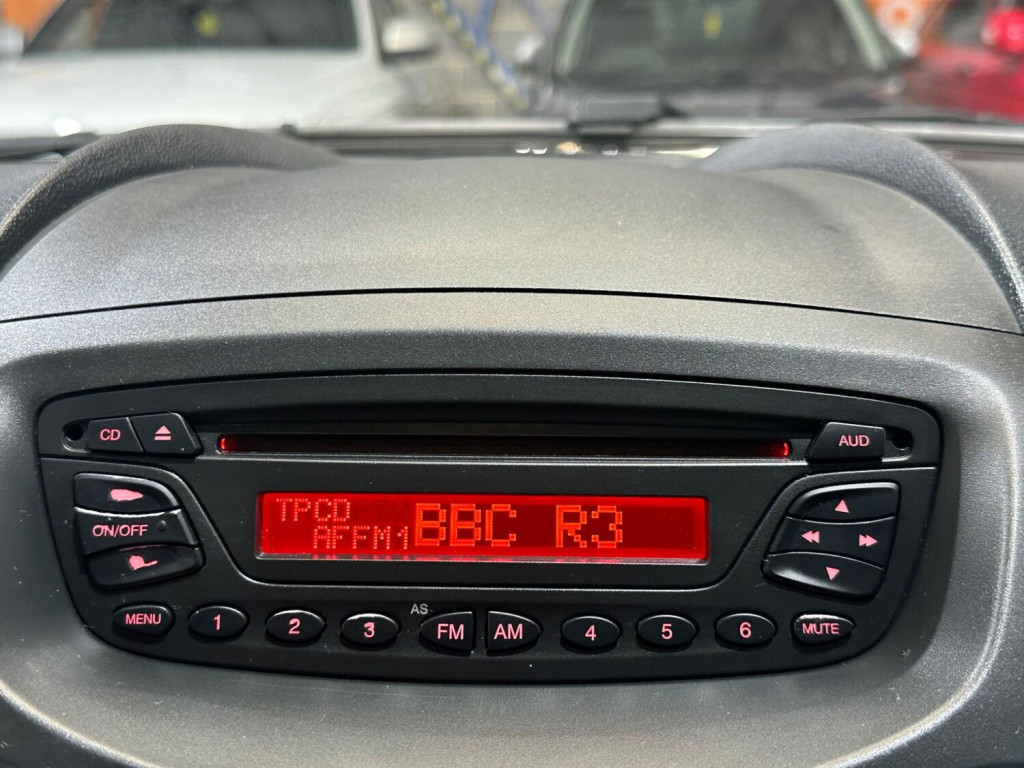 CD
AUD
TPCD
AFFM1 BBC R3
ON/OFF
AS
MENU 1 2 3 FM AM 4 5 6 MUTE